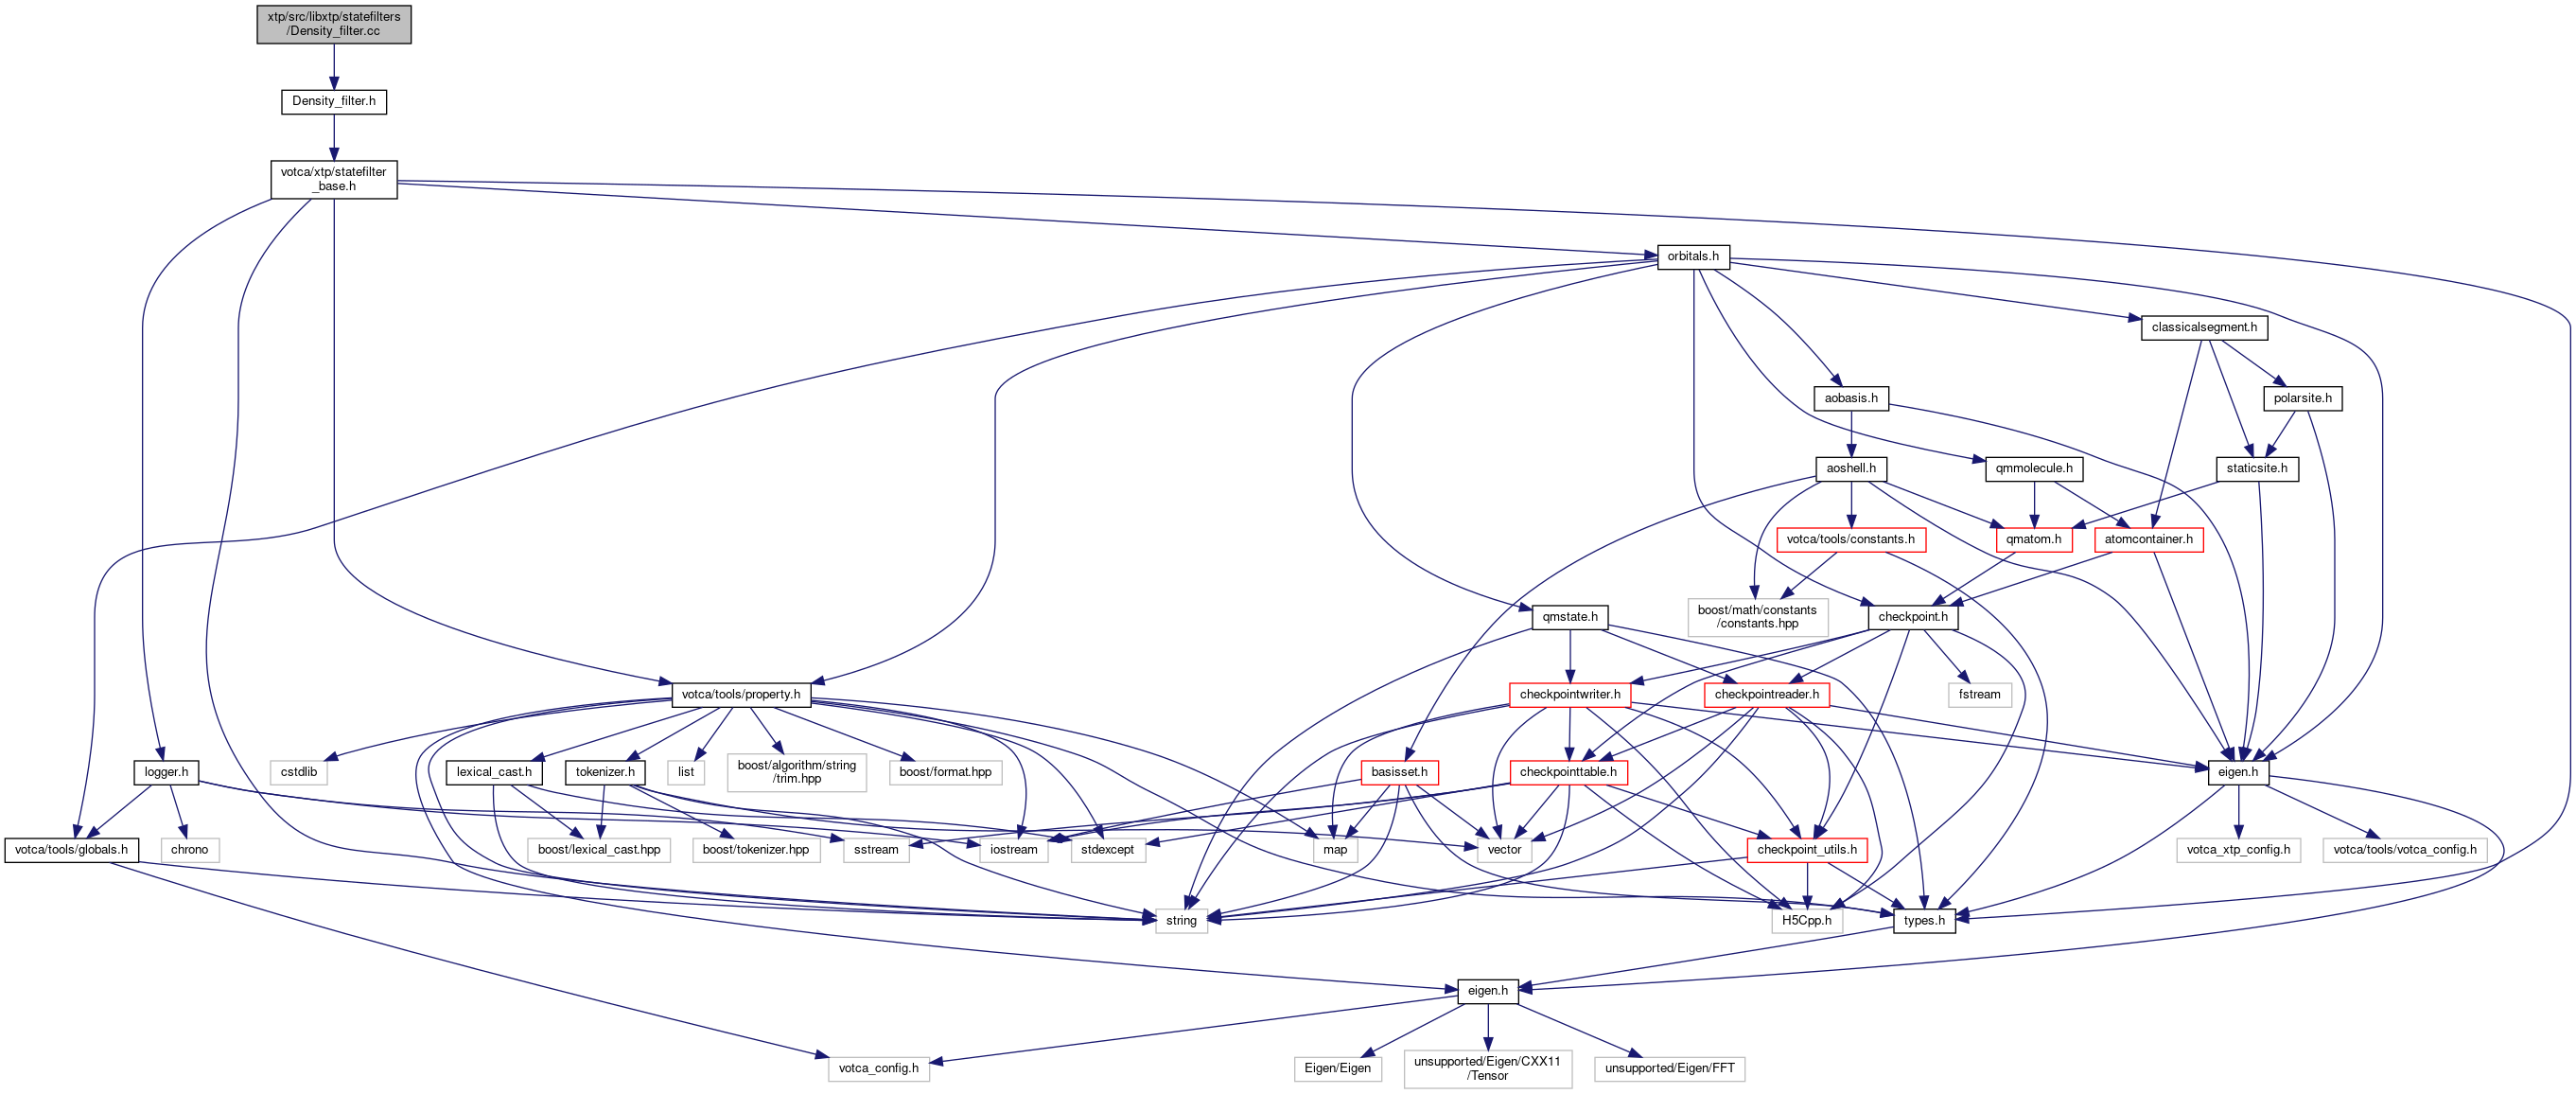 xtp/src/libxtp/statefilters
/Density_filter.cc
Density_filter.h
votca/xtp/statefilter
_base.h
orbitals.h
classicalsegment.h
aobasis.h
polarsite.h
aoshell.h
qmmolecule.h
staticsite.h
votca/tools/constants.h
qmatom.h
atomcontainer.h
boost/math/constants
/constants.hpp
qmstate.h
checkpoint.h
votca/tools/property.h
checkpointwriter.h
checkpointreader.h
fstream
logger.h
cstdlib
lexical_cast.h
tokenizer.h
list
boost/algorithm/string
/trim.hpp
boost/format.hpp
basisset.h
checkpointtable.h
eigen.h
votca/tools/globals.h
chrono
boost/lexical_cast.hpp
boost/tokenizer.hpp
sstream
iostream
stdexcept
map
vector
checkpoint_utils.h
votca_xtp_config.h
votca/tools/votca_config.h
string
H5Cpp.h
types.h
eigen.h
votca_config.h
Eigen/Eigen
unsupported/Eigen/CXX11
/Tensor
unsupported/Eigen/FFT